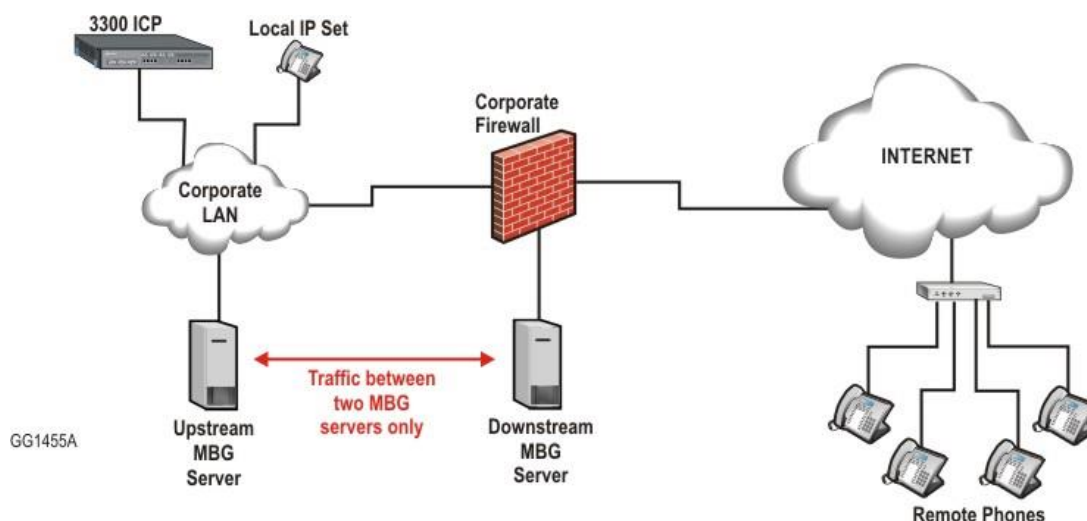 3300 ICP
Local IP Set
Corporate
Firewall
INTERNET
Corporate
LAN
Traffic between
two MBG
servers only
Upstream
MBG
Server
Downstream
MBG
Server
GG1455A
Remote Phones